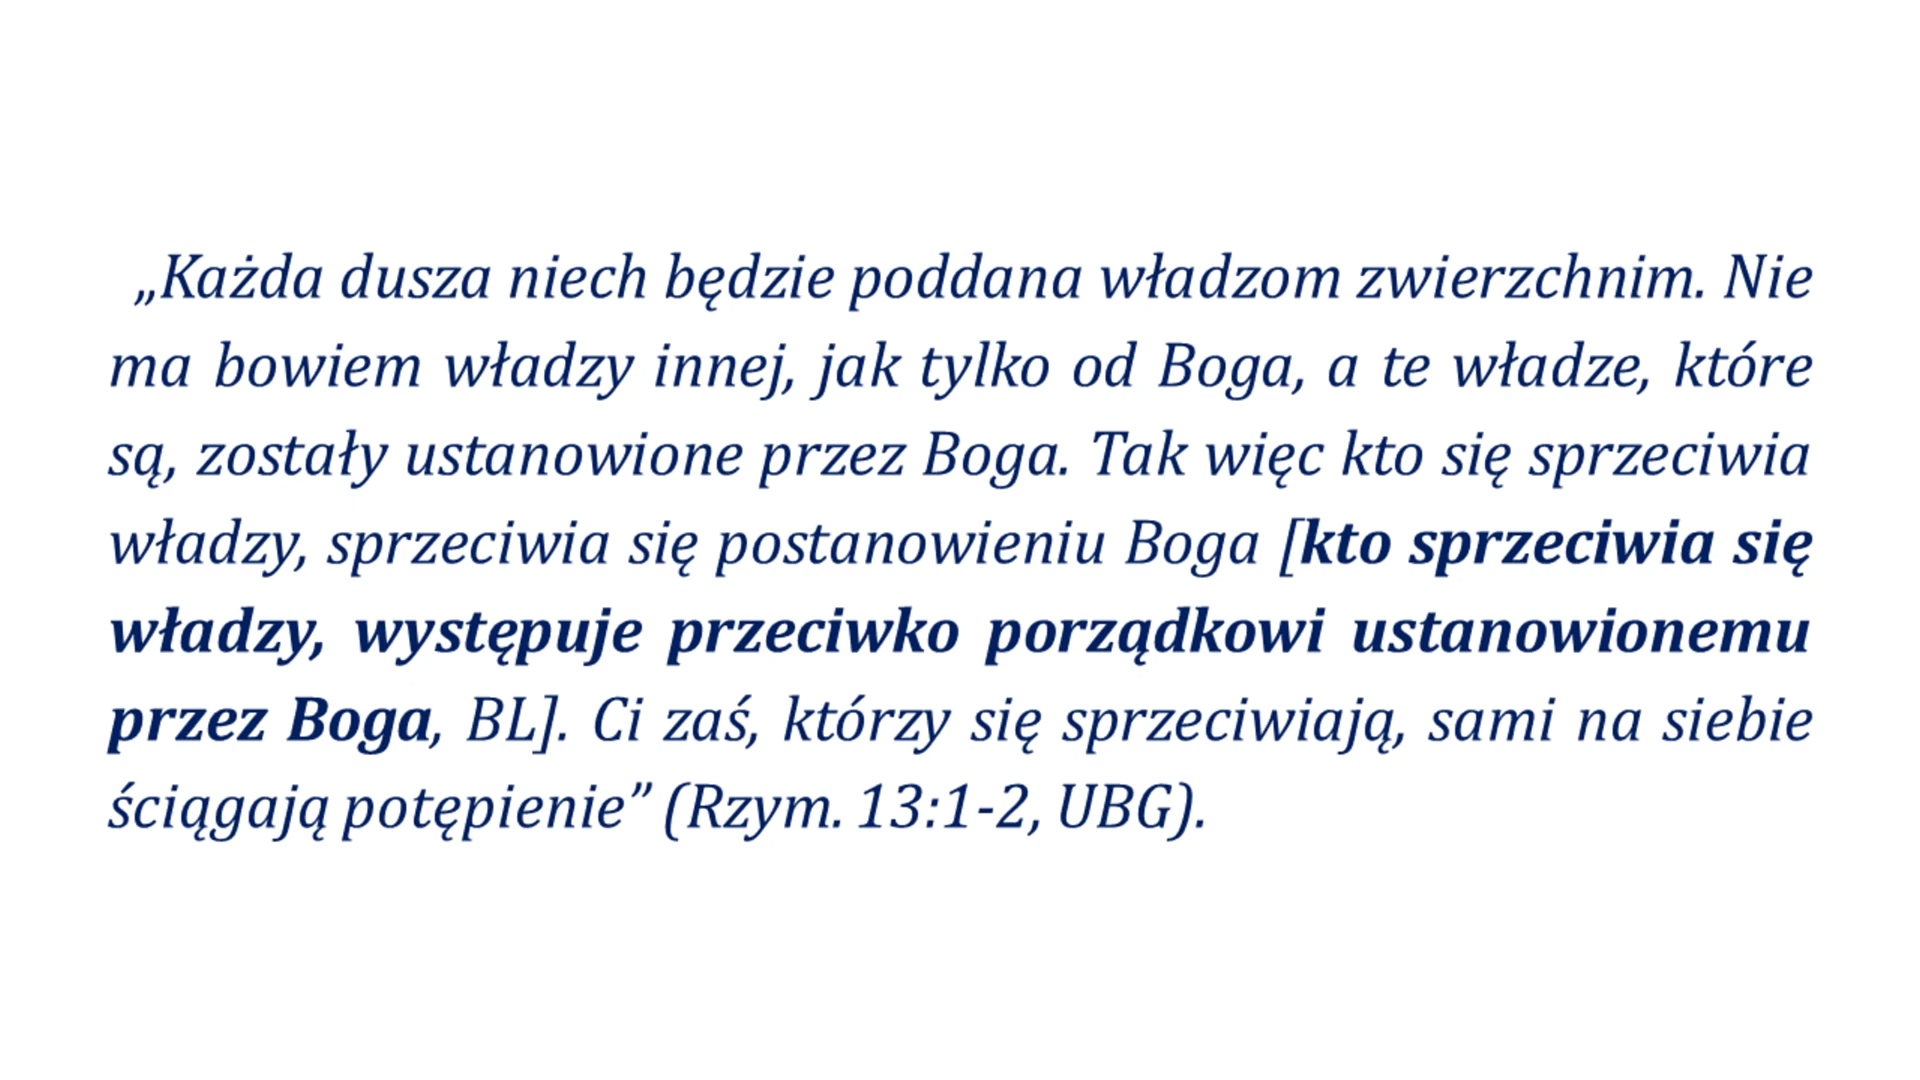 „Każda dusza niech będzie poddana władzom zwierzchnim. Nie
ma bowiem władzy innej, jak tylko od Boga, a te władze, które
są, zostały ustanowione przez Boga. Tak więc kto się sprzeciwia
władzy, sprzeciwia się postanowieniu Boga [kto sprzeciwia się
władzy, występuje przeciwko porządkowi ustanowionemu
przez Boga, BL]. Ci zaś, którzy się sprzeciwiają, sami na siebie
ściągają potępienie” (Rzym. 13:1-2, UBG).